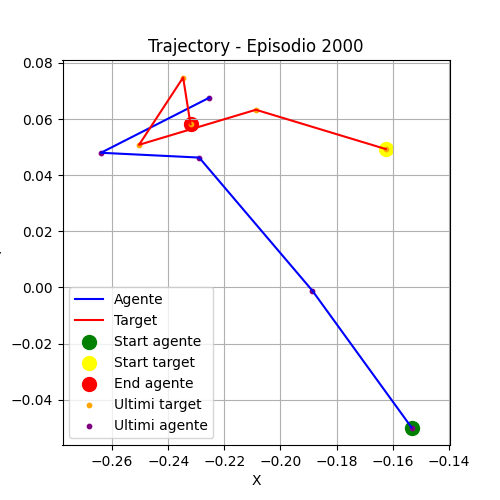 Trajectory - Episodio 2000
0.08
0.06
0.04
0.02
0.00
−0.02
−0.04
Agente
Target
Start agente
Start target
End agente
Ultimi target
Ultimi agente
−0.26 −0.24 −0.22 −0.20 −0.18 −0.16 −0.14
X